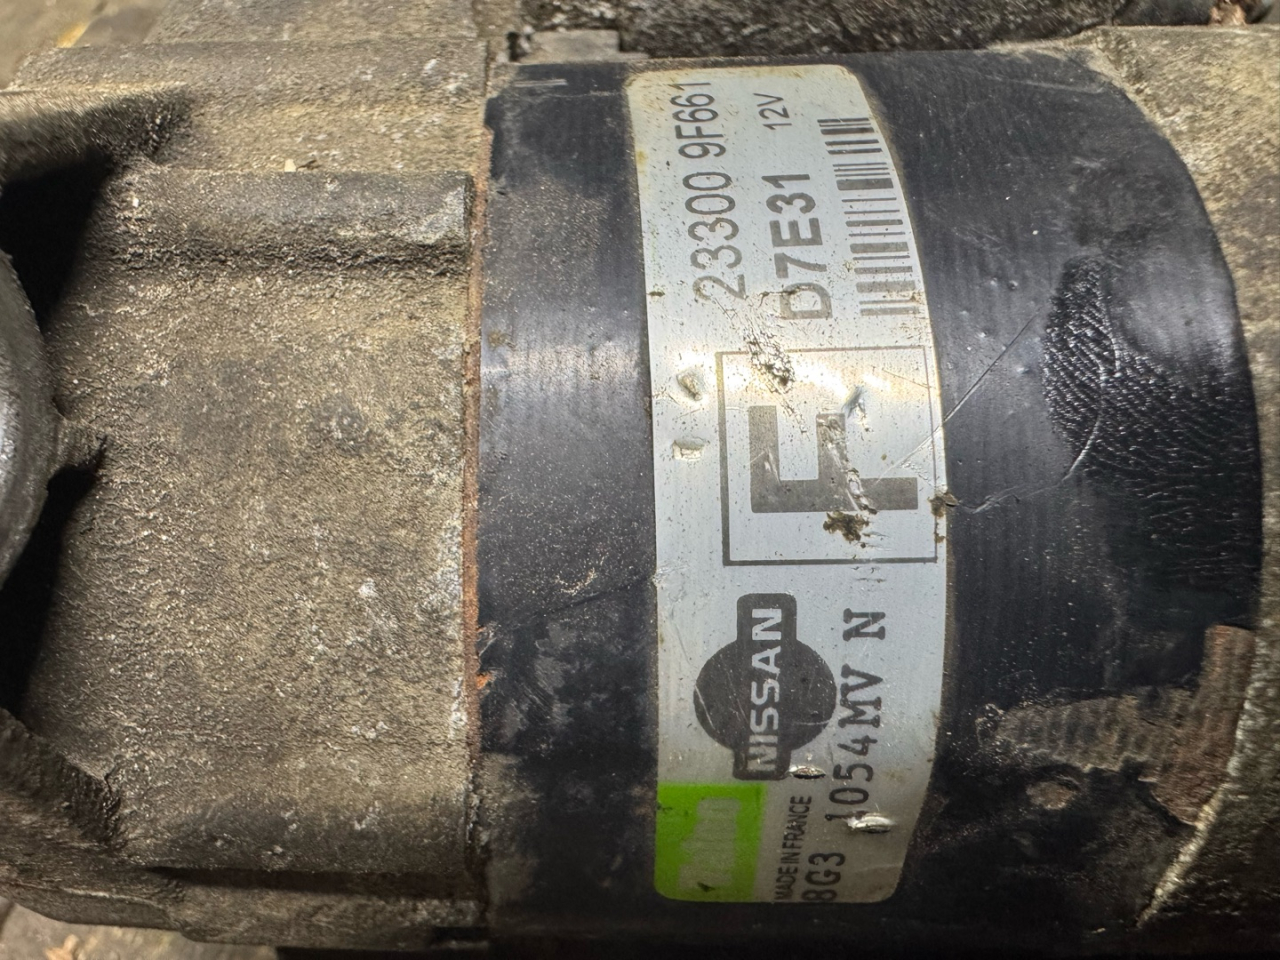 23300 9F661
D7E31 12V
F
NISSAN
MADE IN FRANCE
8G3 1054MV N